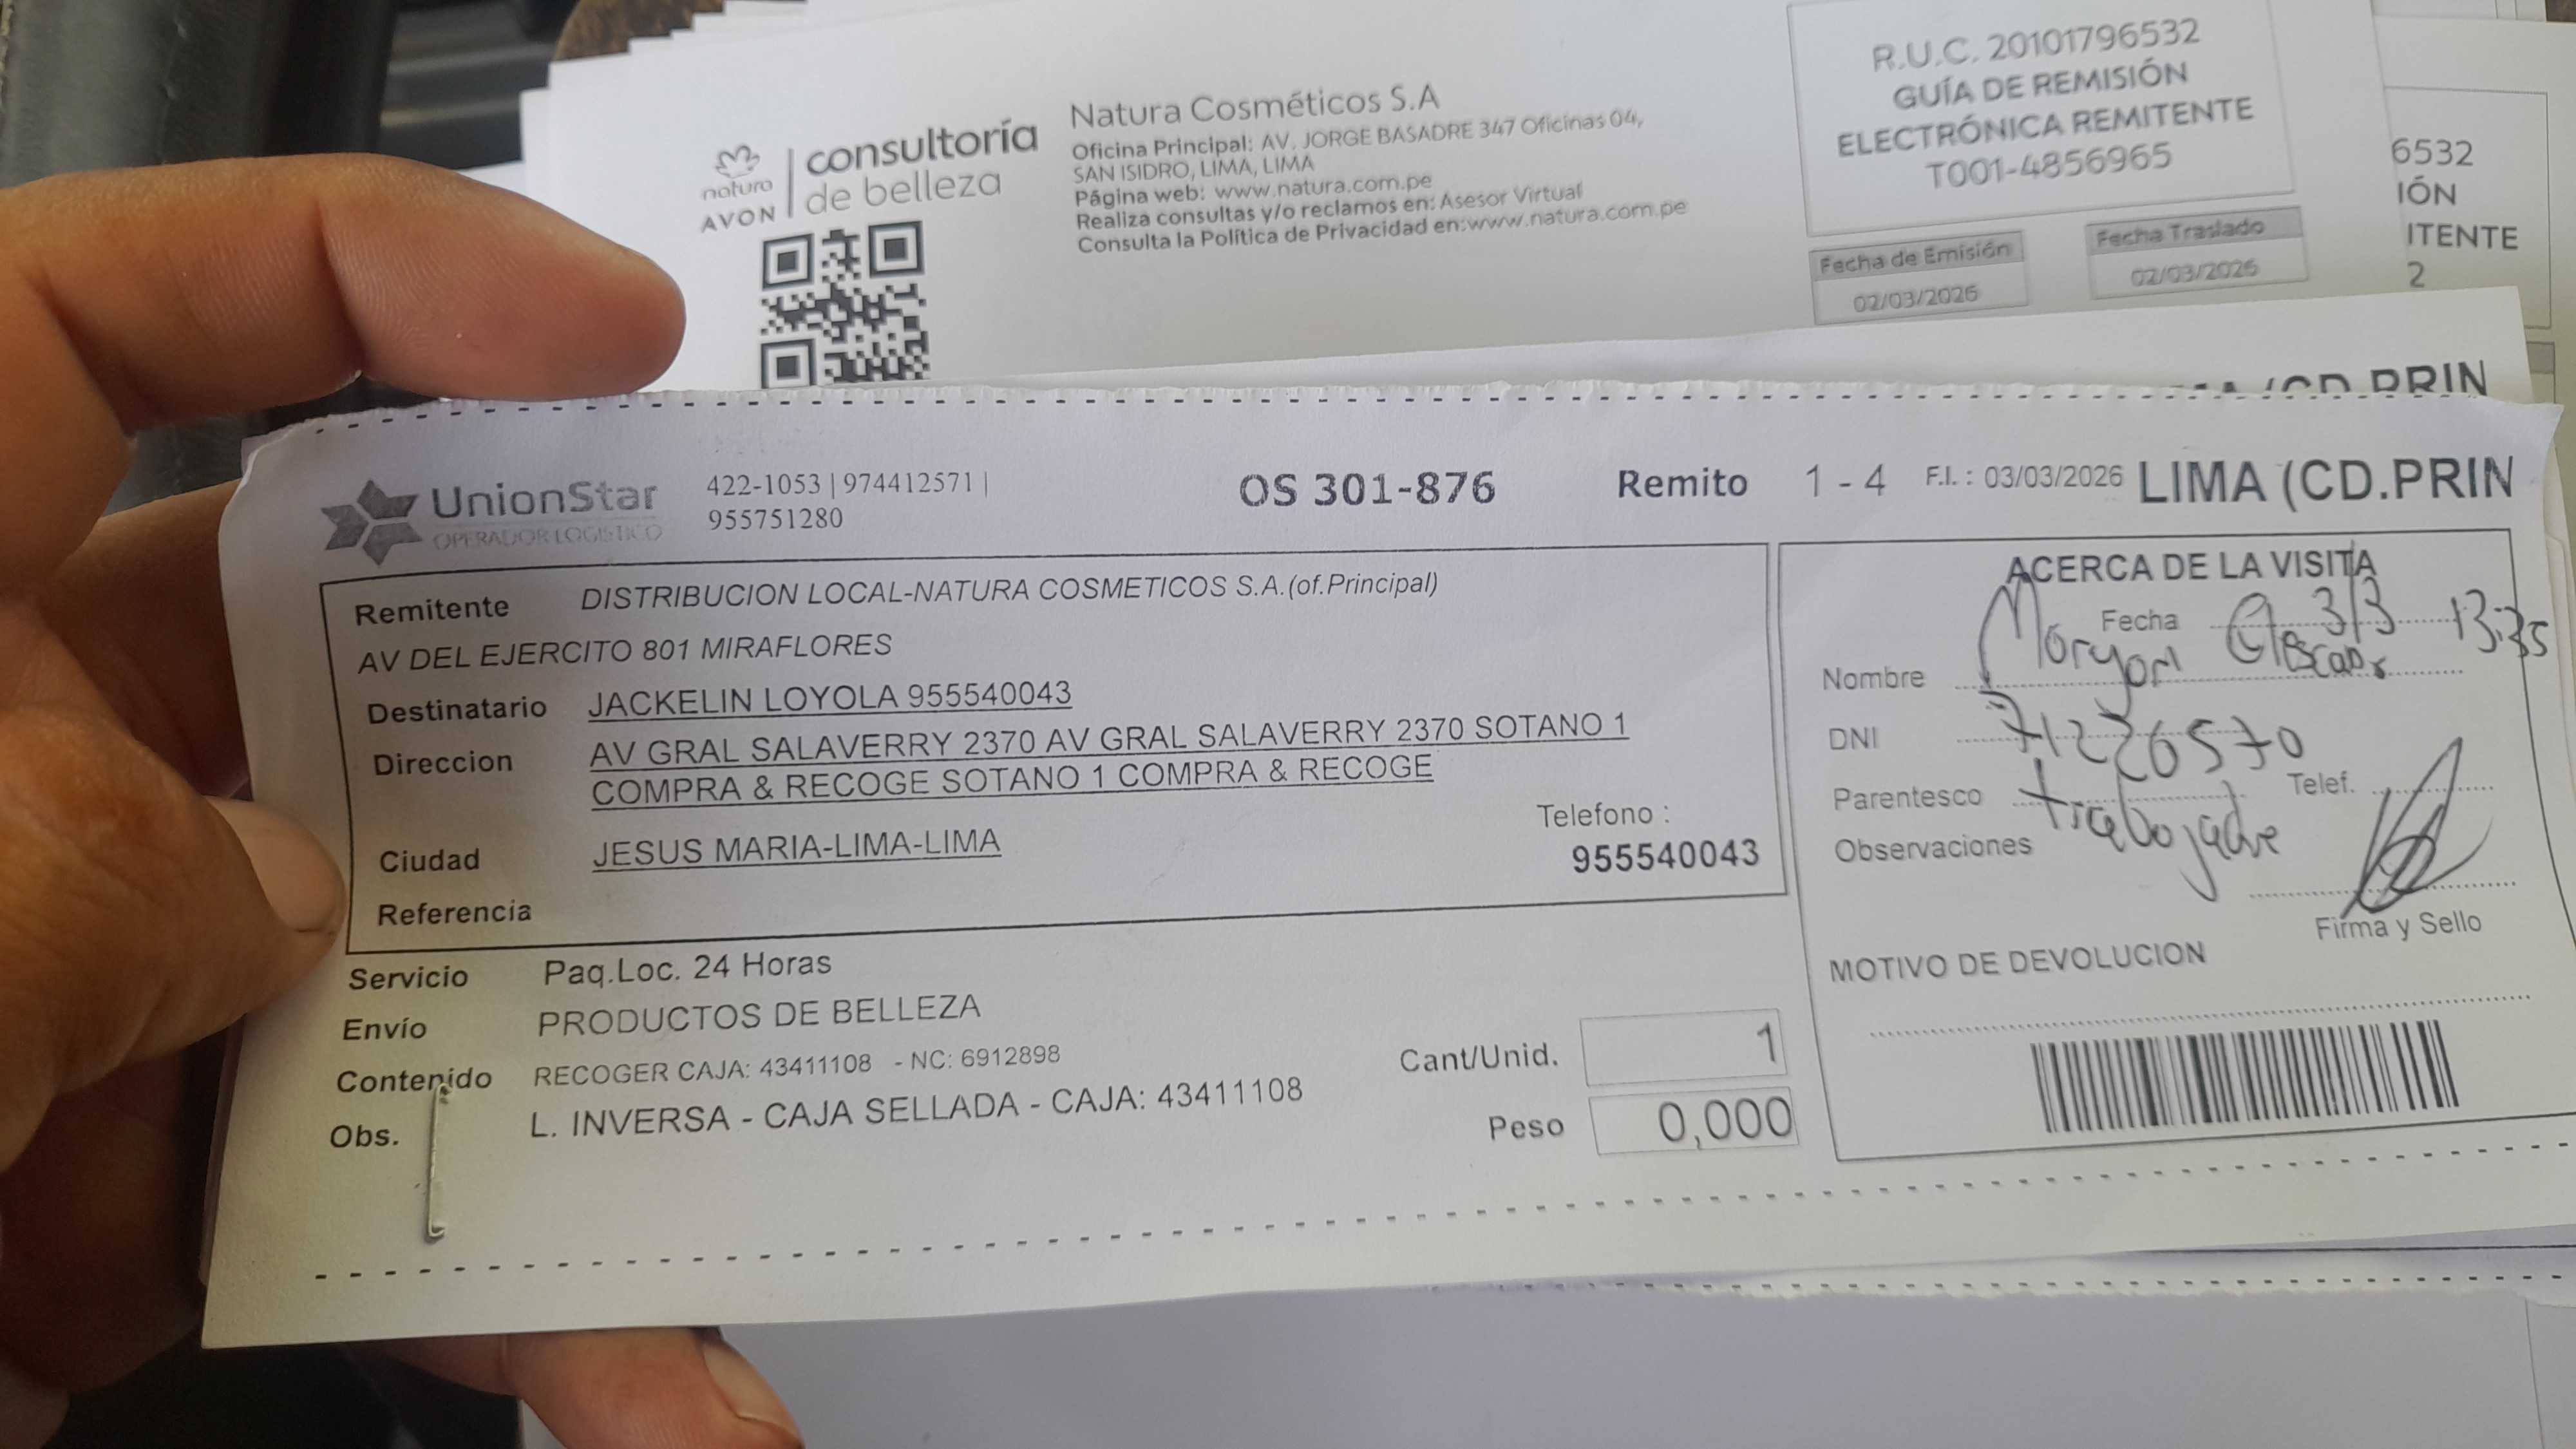 natura
AVON
consultoría
de belleza
Natura Cosméticos S.A
Oficina Principal: AV. JORGE BASADRE 347 Oficinas 04,
SAN ISIDRO, LIMA, LIMA
Página web: www.natura.com.pe
Realiza consultas y/o reclamos en: Asesor Virtual
Consulta la Política de Privacidad en:www.natura.com.pe
R.U.C. 20101796532
GUÍA DE REMISIÓN
ELECTRÓNICA REMITENTE
T001-4856965
Fecha de Emisión
02/03/2026
Fecha Traslado
02/03/2026
6532
IÓN
ITENTE
2
(CD.PRIN
UnionStar
OPERADOR LOGISTICO
422-1053 | 974412571 |
955751280
OS 301-876
Remito 1 - 4
F.I. : 03/03/2026
LIMA (CD.PRIN
Remitente DISTRIBUCION LOCAL-NATURA COSMETICOS S.A.(of.Principal)
AV DEL EJERCITO 801 MIRAFLORES
Destinatario JACKELIN LOYOLA 955540043
Direccion AV GRAL SALAVERRY 2370 AV GRAL SALAVERRY 2370 SOTANO 1
COMPRA & RECOGE SOTANO 1 COMPRA & RECOGE
Ciudad JESUS MARIA-LIMA-LIMA
Telefono :
955540043
Referencia
Servicio Paq.Loc. 24 Horas
Envío PRODUCTOS DE BELLEZA
Contenido RECOGER CAJA: 43411108 - NC: 6912898
Obs. L. INVERSA - CAJA SELLADA - CAJA: 43411108
Cant/Unid. 1
Peso 0,000
ACERCA DE LA VISITA
Fecha 3/3 13:35
Nombre
DNI 71226570
Parentesco trabajadre
Telef.
Observaciones
Firma y Sello
MOTIVO DE DEVOLUCION